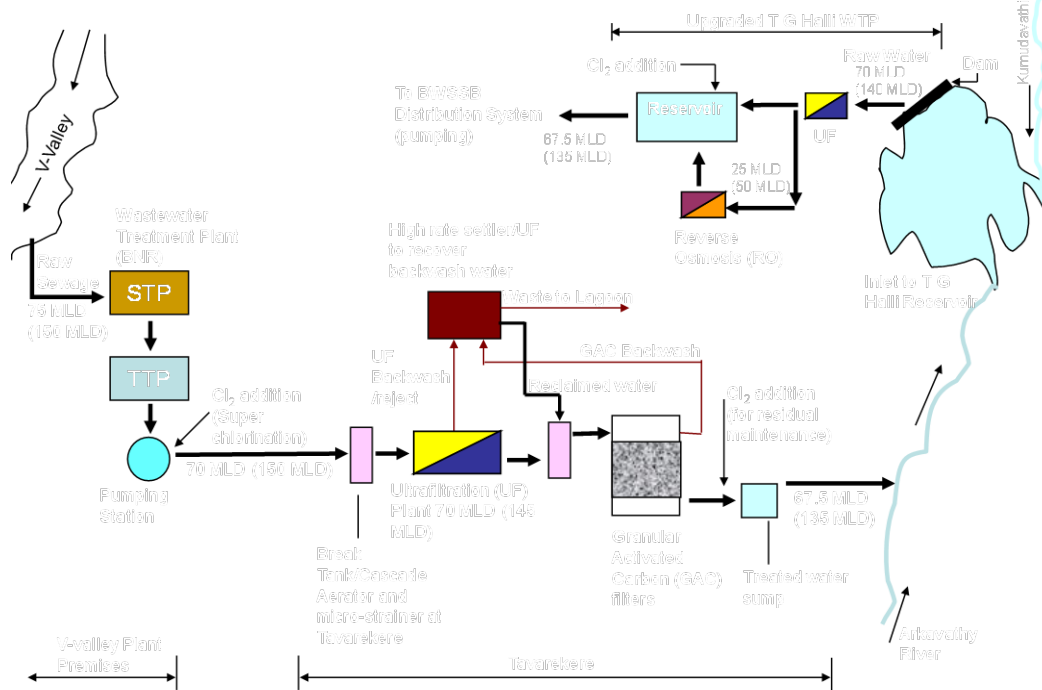 Upgraded T G Halli WTP
Kumudavathi
Cl2 addition
Raw Water
70 MLD
(140 MLD)
Dam
To BWSSB
Distribution System
(pumping)
Reservoir
67.5 MLD
(135 MLD)
UF
25 MLD
(50 MLD)
V-Valley
Wastewater
Treatment Plant
(BNR)
High rate settler/UF
to recover
backwash water
Reverse
Osmosis (RO)
Raw
Sewage
75 MLD
(150 MLD)
STP
Inlet to T G
Halli Reservoir
Waste to Lagoon
TTP
UF
Backwash
/reject
GAC Backwash
Reclaimed water
Cl2 addition
(Super
chlorination)
Cl2 addition
(for residual
maintenance)
70 MLD (150 MLD)
Pumping
Station
Ultrafiltration (UF)
Plant 70 MLD (145
MLD)
67.5 MLD
(135 MLD)
Break
Tank/Cascade
Aerator and
micro-strainer at
Tavarekere
Granular
Activated
Carbon (GAC)
filters
Treated water
sump
Arkavathy
River
V-valley Plant
Premises
Tavarekere